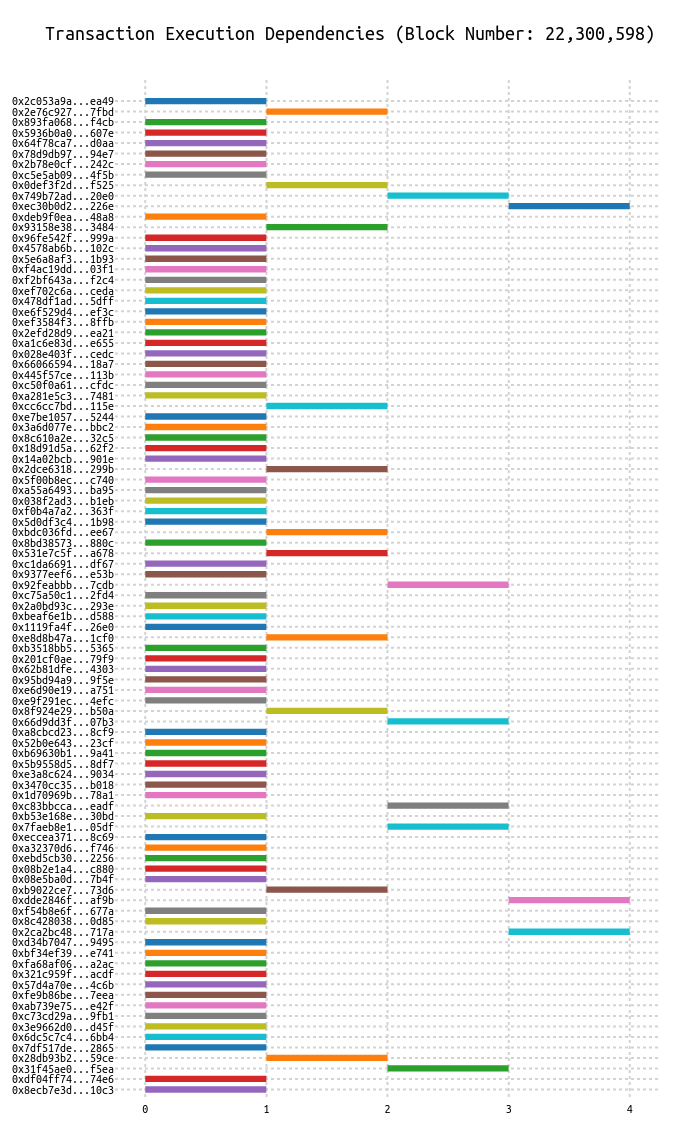 Transaction Execution Dependencies (Block Number: 22,300,598)
0x2c053a9a...ea49
0x2e76c927...7fbd
0x893fa068...f4cb
0x5936b0a0...607e
0x64f78ca7...d0aa
0x78d9db97...94e7
0x2b78e0cf...242c
0xc5e5ab09...4f5b
0x0def3f2d...f525
0x749b72ad...20e0
0xec30b0d2...226e
0xdeb9f0ea...48a8
0x93158e38...3484
0x96fe542f...999a
0x4578ab6b...102c
0x5e6a8af3...1b93
0xf4ac19dd...03f1
0xf2bf643a...f2c4
0xef702c6a...ceda
0x478df1ad...5dff
0xe6f529d4...ef3c
0xef3584f3...8ffb
0x2efd28d9...ea21
0xa1c6e83d...e655
0x028e403f...cedc
0x66066594...18a7
0x445f57ce...113b
0xc50f0a61...cfdc
0xa281e5c3...7481
0xcc6cc7bd...115e
0xe7be1057...5244
0x3a6d077e...bbc2
0x8c610a2e...32c5
0x18d91d5a...62f2
0x14a02bcb...901e
0x2dce6318...299b
0x5f00b8ec...c740
0xa55a6493...ba95
0x038f2ad3...b1eb
0xf0b4a7a2...363f
0x5d0df3c4...1b98
0xbdc036fd...ee67
0x8bd38573...880c
0x531e7c5f...a678
0xc1da6691...df67
0x9377eef6...e53b
0x92feabbb...7cdb
0xc75a50c1...2fd4
0x2a0bd93c...293e
0xbeaf6e1b...d588
0x1119fa4f...26e0
0xe8d8b47a...1cf0
0xb3518bb5...5365
0x201cf0ae...79f9
0x62b81dfe...4303
0x95bd94a9...9f5e
0xe6d90e19...a751
0xe9f291ec...4efc
0x8f924e29...b50a
0x66d9dd3f...07b3
0xa8cbcd23...8cf9
0x52b0e643...23cf
0xb69630b1...9a41
0x5b9558d5...8df7
0xe3a8c624...9034
0x3470cc35...b018
0x1d70969b...78a1
0xc83bbcca...eadf
0xb53e168e...30bd
0x7faeb8e1...05df
0xeccea371...8c69
0xa32370d6...f746
0xebd5cb30...2256
0x08b2e1a4...c880
0x08e5ba0d...7b4f
0xb9022ce7...73d6
0xdde2846f...af9b
0xf54b8e6f...677a
0x8c428038...0d85
0x2ca2bc48...717a
0xd34b7047...9495
0xbf34ef39...e741
0xfa68af06...a2ac
0x321c959f...acdf
0x57d4a70e...4c6b
0xfe9b86be...7eea
0xab739e75...e42f
0xc73cd29a...9fb1
0x3e9662d0...d45f
0x6dc5c7c4...6bb4
0x7df517de...2865
0x28db93b2...59ce
0x31f45ae0...f5ea
0xdf04ff74...74e6
0x8ecb7e3d...10c3
0 1 2 3 4